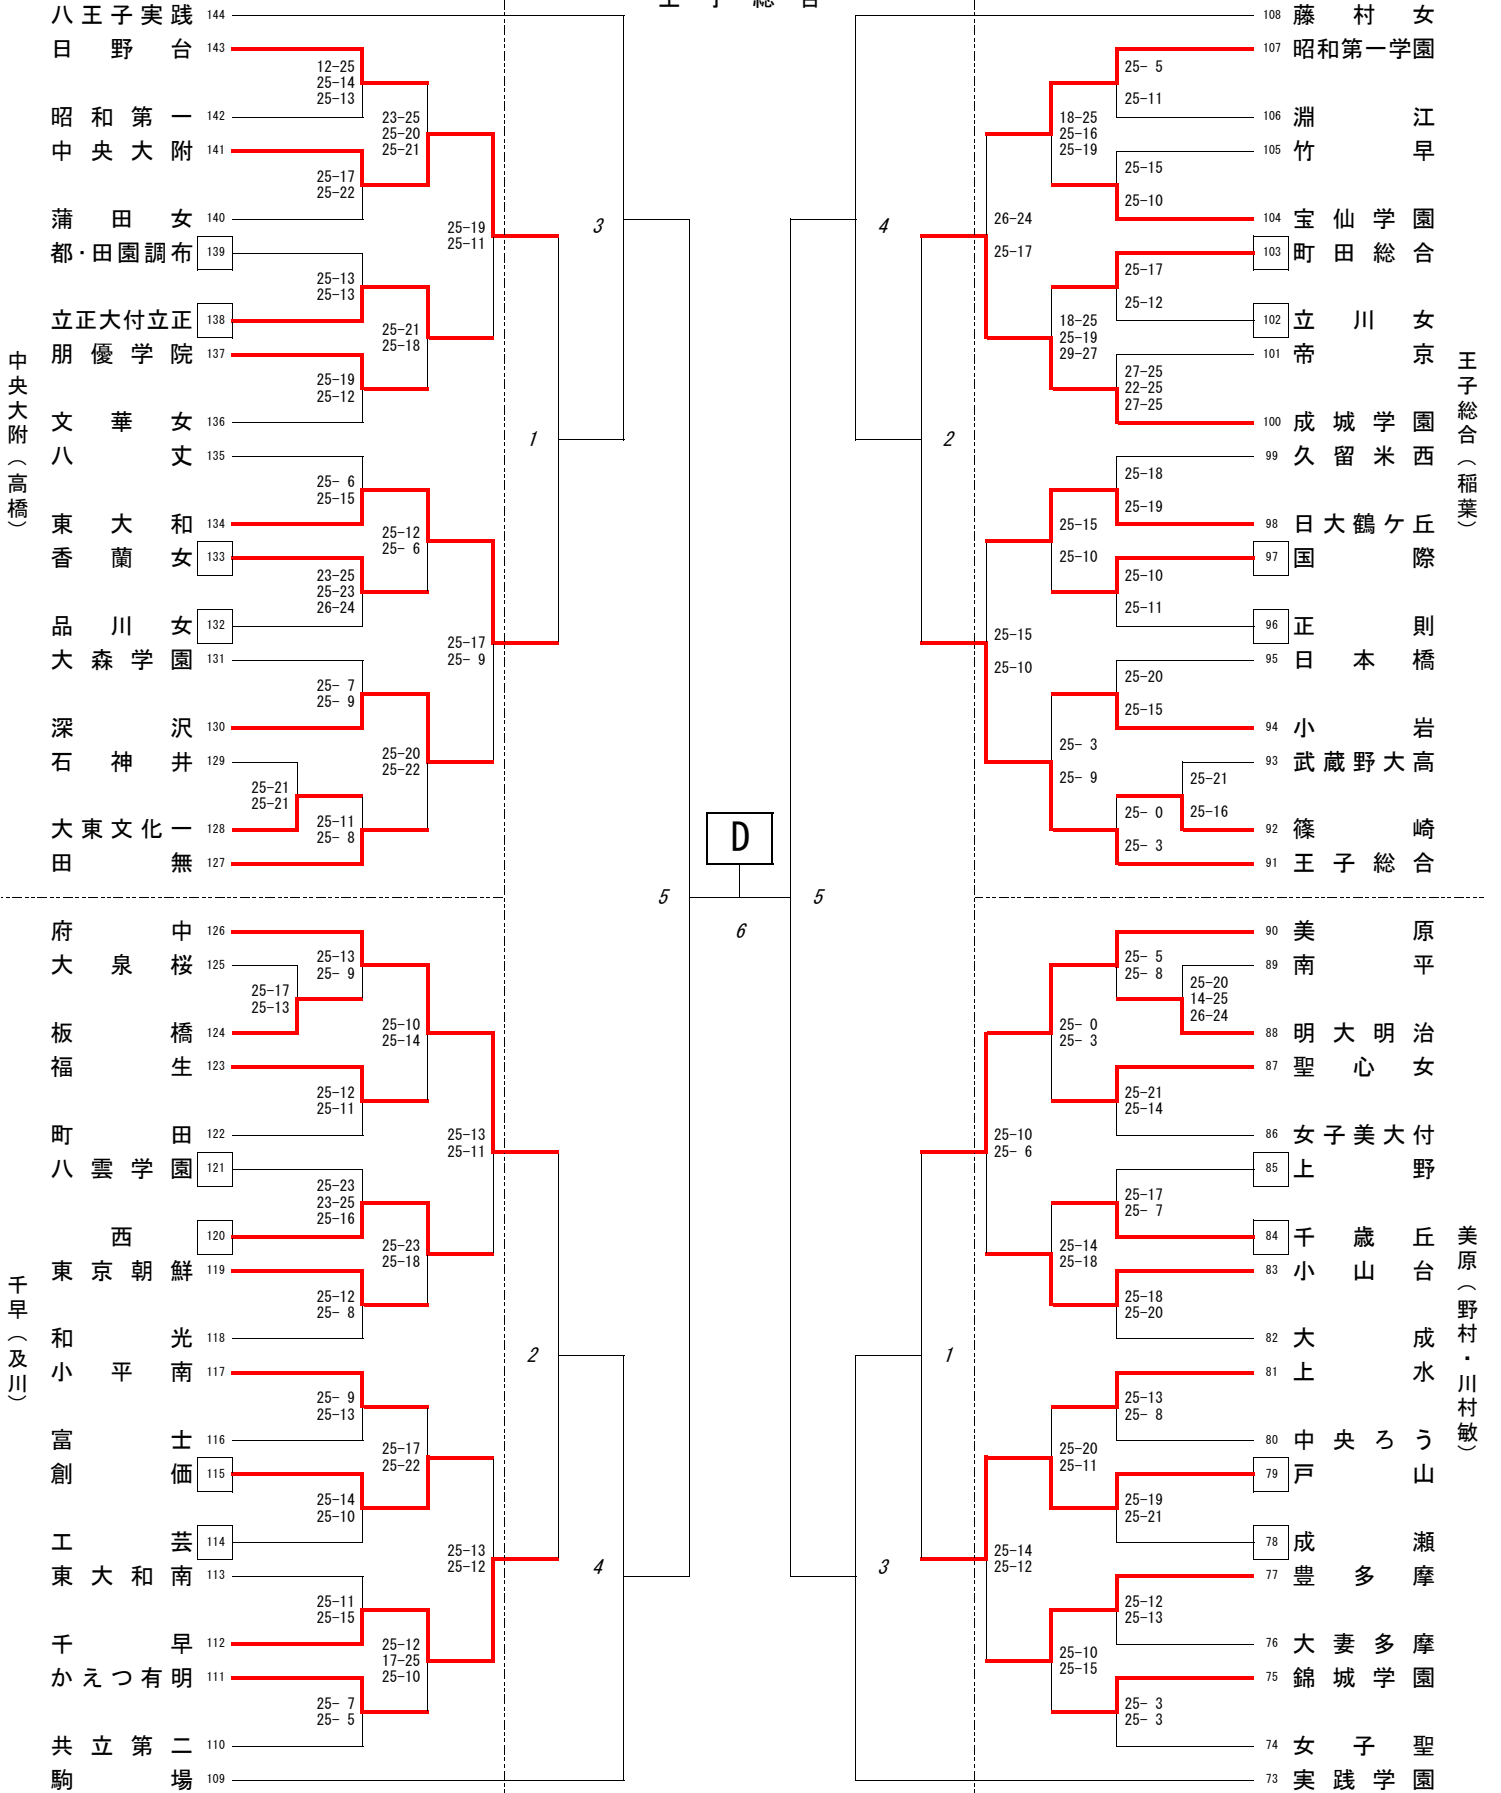 王子総合
八王子実践 144
日野台 143
12-25
25-14
25-13
昭和第一 142
23-25
25-20
25-21
中央大附 141
25-17
25-22
蒲田女 140
25-19
25-11
都・田園調布 139
25-13
25-13
立正大付立正 138
25-21
25-18
朋優学院 137
25-19
25-12
文華女 136
八丈 135
25- 6
25-15
東大和 134
25-12
25- 6
香蘭女 133
23-25
25-23
26-24
品川女 132
25-17
25- 9
大森学園 131
25- 7
25- 9
深沢 130
25-20
25-22
石神井 129
25-21
25-21
大東文化一 128
25-11
25- 8
田無 127
中央大附（高橋）
1
3
府中 126
25-13
25- 9
大泉桜 125
25-17
25-13
板橋 124
25-10
25-14
福生 123
25-12
25-11
町田 122
25-13
25-11
八雲学園 121
25-23
23-25
25-16
西 120
25-23
25-18
東京朝鮮 119
25-12
25- 8
和光 118
小平南 117
25- 9
25-13
富士 116
25-17
25-22
創価 115
25-14
25-10
工芸 114
25-13
25-12
東大和南 113
25-11
25-15
千早 112
25-12
17-25
25-10
かえつ有明 111
25- 7
25- 5
共立第二 110
駒場 109
千早（及川）
2
4
5
D
6
5
108 藤村女
107 昭和第一学園
25- 5
25-11
106 淵江
18-25
25-16
25-19
105 竹早
25-15
25-10
104 宝仙学園
26-24
25-17
103 町田総合
25-17
25-12
102 立川女
18-25
25-19
29-27
101 帝京
27-25
22-25
27-25
100 成城学園
99 久留米西
25-18
25-19
98 日大鶴ケ丘
25-15
25-10
97 国際
25-10
25-11
96 正則
25-15
25-10
95 日本橋
25-20
25-15
94 小岩
25- 3
25- 9
93 武蔵野大高
25-21
25-16
92 篠崎
25- 0
25- 3
91 王子総合
王子総合（稲葉）
4
2
90 美原
25- 5
25- 8
89 南平
25-20
14-25
26-24
88 明大明治
25- 0
25- 3
87 聖心女
25-21
25-14
86 女子美大付
25-10
25- 6
85 上野
25-17
25- 7
84 千歳丘
25-14
25-18
83 小山台
25-18
25-20
82 大成
81 上水
25-13
25- 8
80 中央ろう
25-20
25-11
79 戸山
25-19
25-21
78 成瀬
25-14
25-12
77 豊多摩
25-12
25-13
76 大妻多摩
25-10
25-15
75 錦城学園
25- 3
25- 3
74 女子聖
73 実践学園
美原（野村・川村敏）
1
3